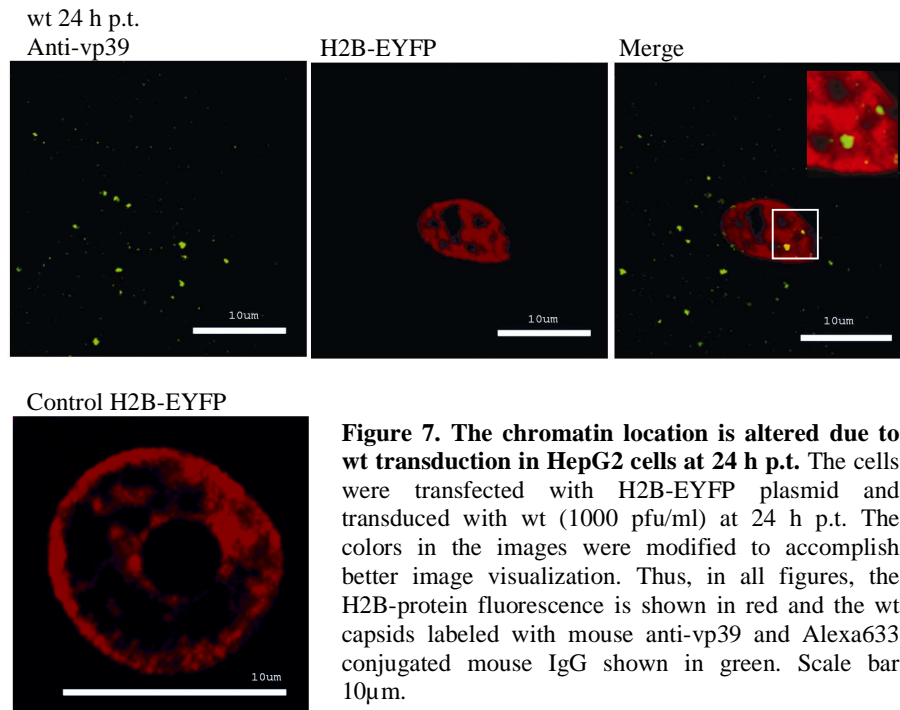 wt 24 h p.t.
Anti-vp39
H2B-EYFP
Merge
10um
10um
10um
Control H2B-EYFP
10um
Figure 7. The chromatin location is altered due to
wt transduction in HepG2 cells at 24 h p.t. The cells
were transfected with H2B-EYFP plasmid and
transduced with wt (1000 pfu/ml) at 24 h p.t. The
colors in the images were modified to accomplish
better image visualization. Thus, in all figures, the
H2B-protein fluorescence is shown in red and the wt
capsids labeled with mouse anti-vp39 and Alexa633
conjugated mouse IgG shown in green. Scale bar
10µm.